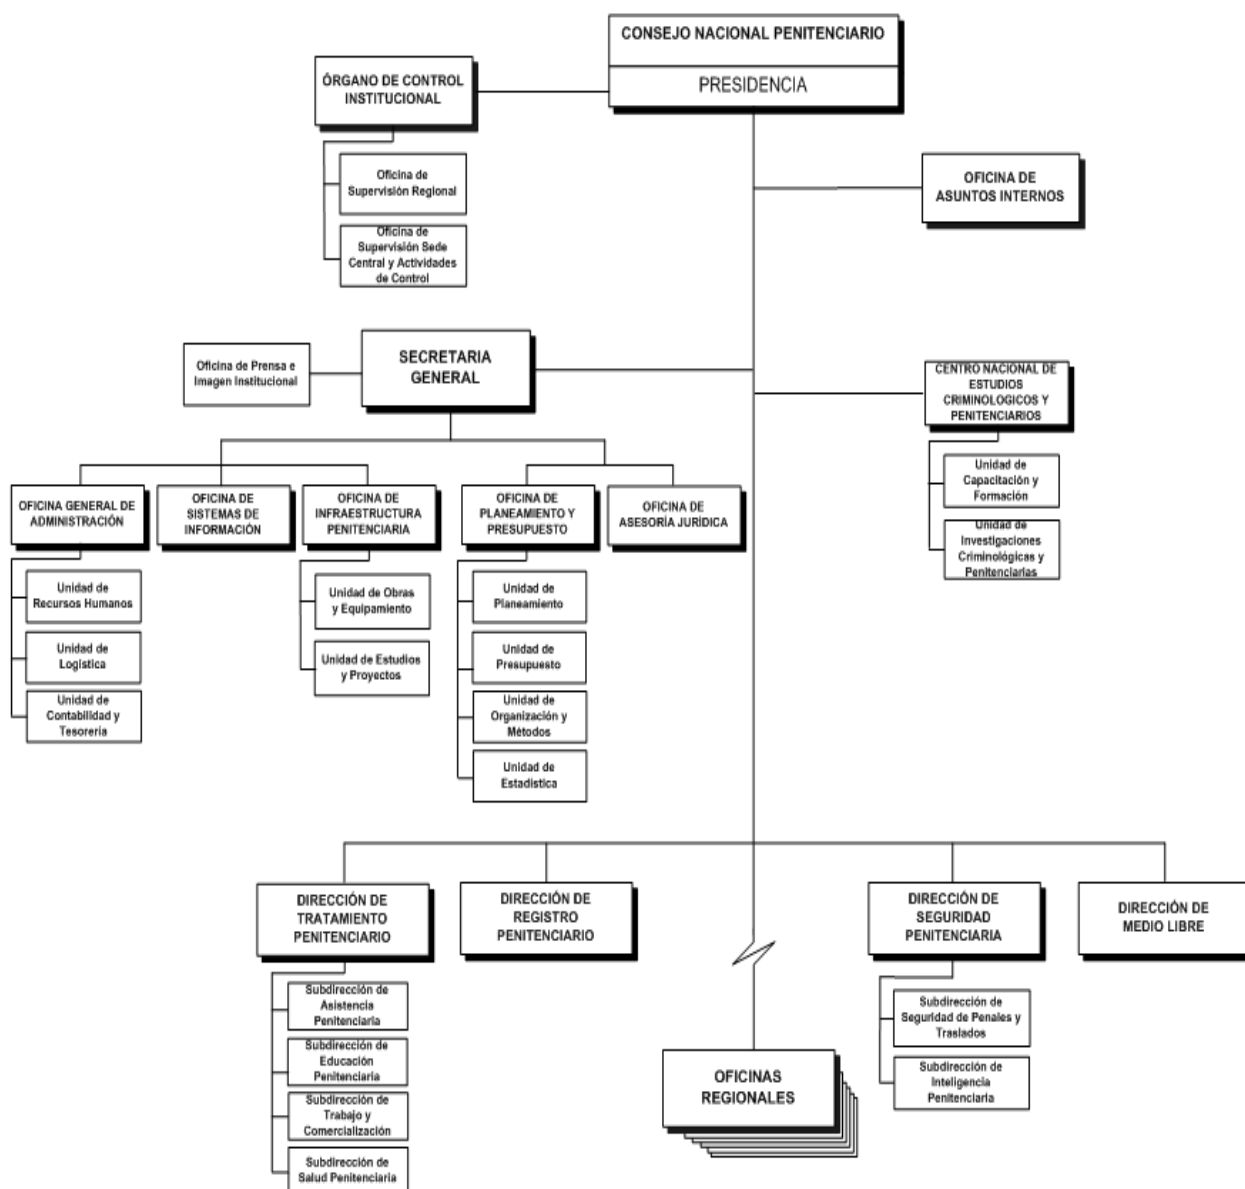 CONSEJO NACIONAL PENITENCIARIO
PRESIDENCIA
ÓRGANO DE CONTROL
INSTITUCIONAL
Oficina de
Supervisión Regional
Oficina de
Supervisión Sede
Central y Actividades
de Control
OFICINA DE
ASUNTOS INTERNOS
Oficina de Prensa e
Imagen Institucional
SECRETARIA
GENERAL
CENTRO NACIONAL DE
ESTUDIOS
CRIMINOLOGICOS Y
PENITENCIARIOS
Unidad de
Capacitación y
Formación
Unidad de
Investigaciones
Criminológicas y
Penitenciarias
OFICINA GENERAL DE
ADMINISTRACIÓN
Unidad de
Recursos Humanos
Unidad de
Logística
Unidad de
Contabilidad y
Tesorería
OFICINA DE
SISTEMAS DE
INFORMACIÓN
OFICINA DE
INFRAESTRUCTURA
PENITENCIARIA
Unidad de Obras
y Equipamiento
Unidad de Estudios
y Proyectos
OFICINA DE
PLANEAMIENTO Y
PRESUPUESTO
Unidad de
Planeamiento
Unidad de
Presupuesto
Unidad de
Organización y
Métodos
Unidad de
Estadística
OFICINA DE
ASESORÍA JURÍDICA
DIRECCIÓN DE
TRATAMIENTO
PENITENCIARIO
Subdirección de
Asistencia
Penitenciaria
Subdirección de
Educación
Penitenciaria
Subdirección de
Trabajo y
Comercialización
Subdirección de
Salud Penitenciaria
DIRECCIÓN DE
REGISTRO
PENITENCIARIO
OFICINAS
REGIONALES
DIRECCIÓN DE
SEGURIDAD
PENITENCIARIA
Subdirección de
Seguridad de Penales y
Traslados
Subdirección de
Inteligencia
Penitenciaria
DIRECCIÓN DE
MEDIO LIBRE